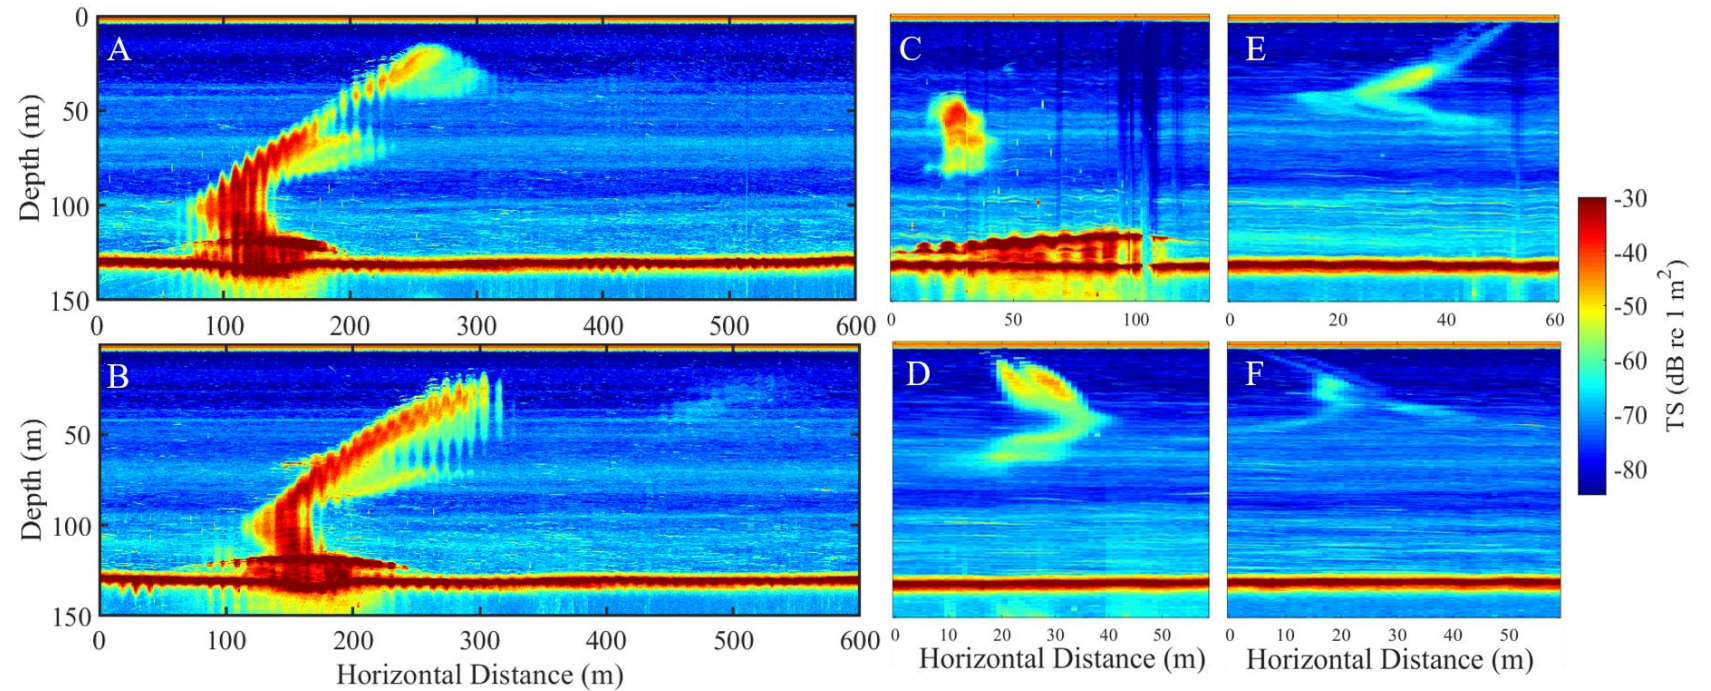 A
0
50
100
150
Depth (m)
0 100 200 300 400 500 600
B
50
100
150
Depth (m)
0 100 200 300 400 500 600
Horizontal Distance (m)
C
0 50 100
E
0 20 40 60
D
0 10 20 30 40 50
Horizontal Distance (m)
F
0 10 20 30 40 50
Horizontal Distance (m)
-30
-40
-50
-60
-70
-80
TS (dB re 1 m²)